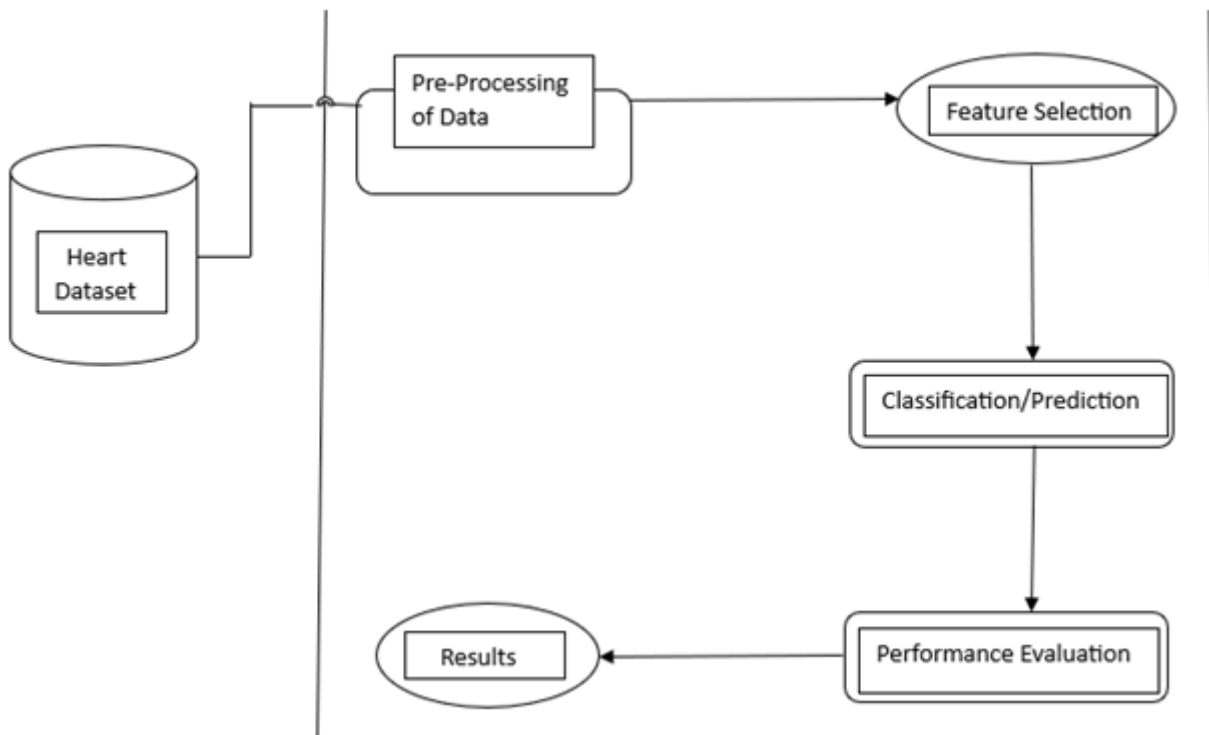 Pre-Processing
of Data
Feature Selection
Heart
Dataset
Classification/Prediction
Results
Performance Evaluation